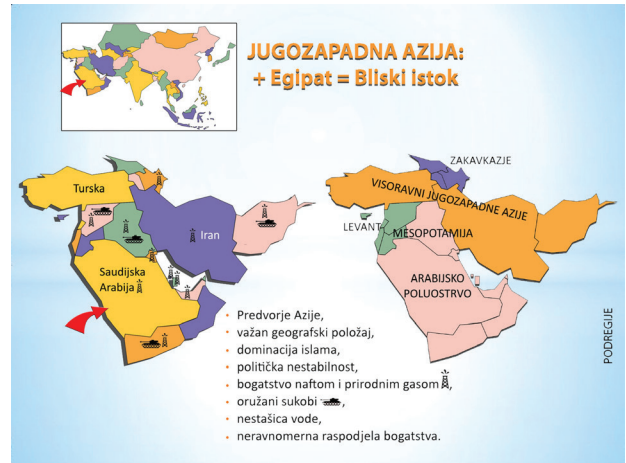 JUGOZAPADNA AZIJA:
+ Egipat = Bliski istok
Turska
Iran
Saudijska
Arabija
ZAKAVKAZJE
VISORAVNI JUGOZAPADNE AZIJE
LEVANT
MESOPOTAMIJA
ARABIJSKO
POLUOSTRVO
PODREGIJE
• Predvorje Azije,
• važan geografski položaj,
• dominacija islama,
• politička nestabilnost,
• bogatstvo naftom i prirodnim gasom ,
• oružani sukobi ,
• nestašica vode,
• neravnomerna raspodjela bogatstva.